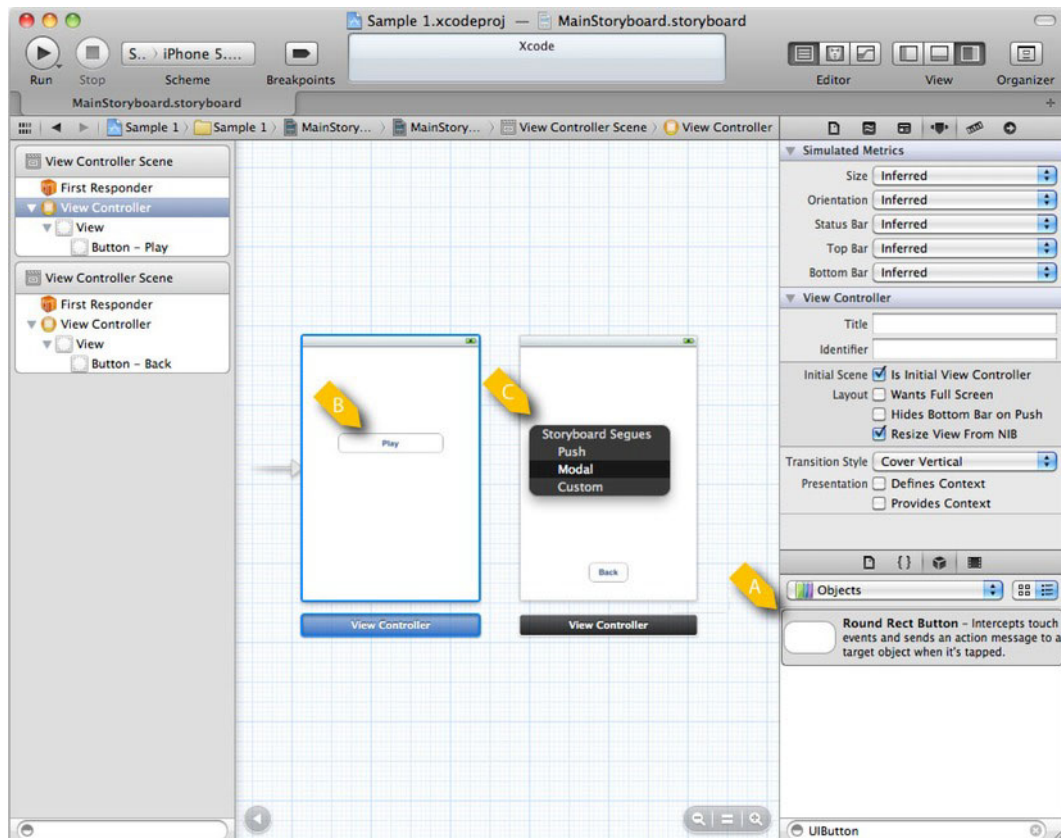 Sample 1.xcodeproj — MainStoryboard.storyboard
S.. iPhone 5....
Xcode
Run Stop Scheme Breakpoints Editor View Organizer
MainStoryboard.storyboard
Sample 1 Sample 1 MainStory... MainStory... View Controller Scene View Controller
View Controller Scene
First Responder
View Controller
View
Button – Play
View Controller Scene
First Responder
View Controller
View
Button – Back
B
Play
View Controller
C
Storyboard Segues
Push
Modal
Custom
Back
View Controller
Simulated Metrics
Size Inferred
Orientation Inferred
Status Bar Inferred
Top Bar Inferred
Bottom Bar Inferred
View Controller
Title
Identifier
Initial Scene Is Initial View Controller
Layout Wants Full Screen
Hides Bottom Bar on Push
Resize View From NIB
Transition Style Cover Vertical
Presentation Defines Context
Provides Context
{}
A
Objects
Round Rect Button – Intercepts touch
events and sends an action message to a
target object when it's tapped.
UIButton